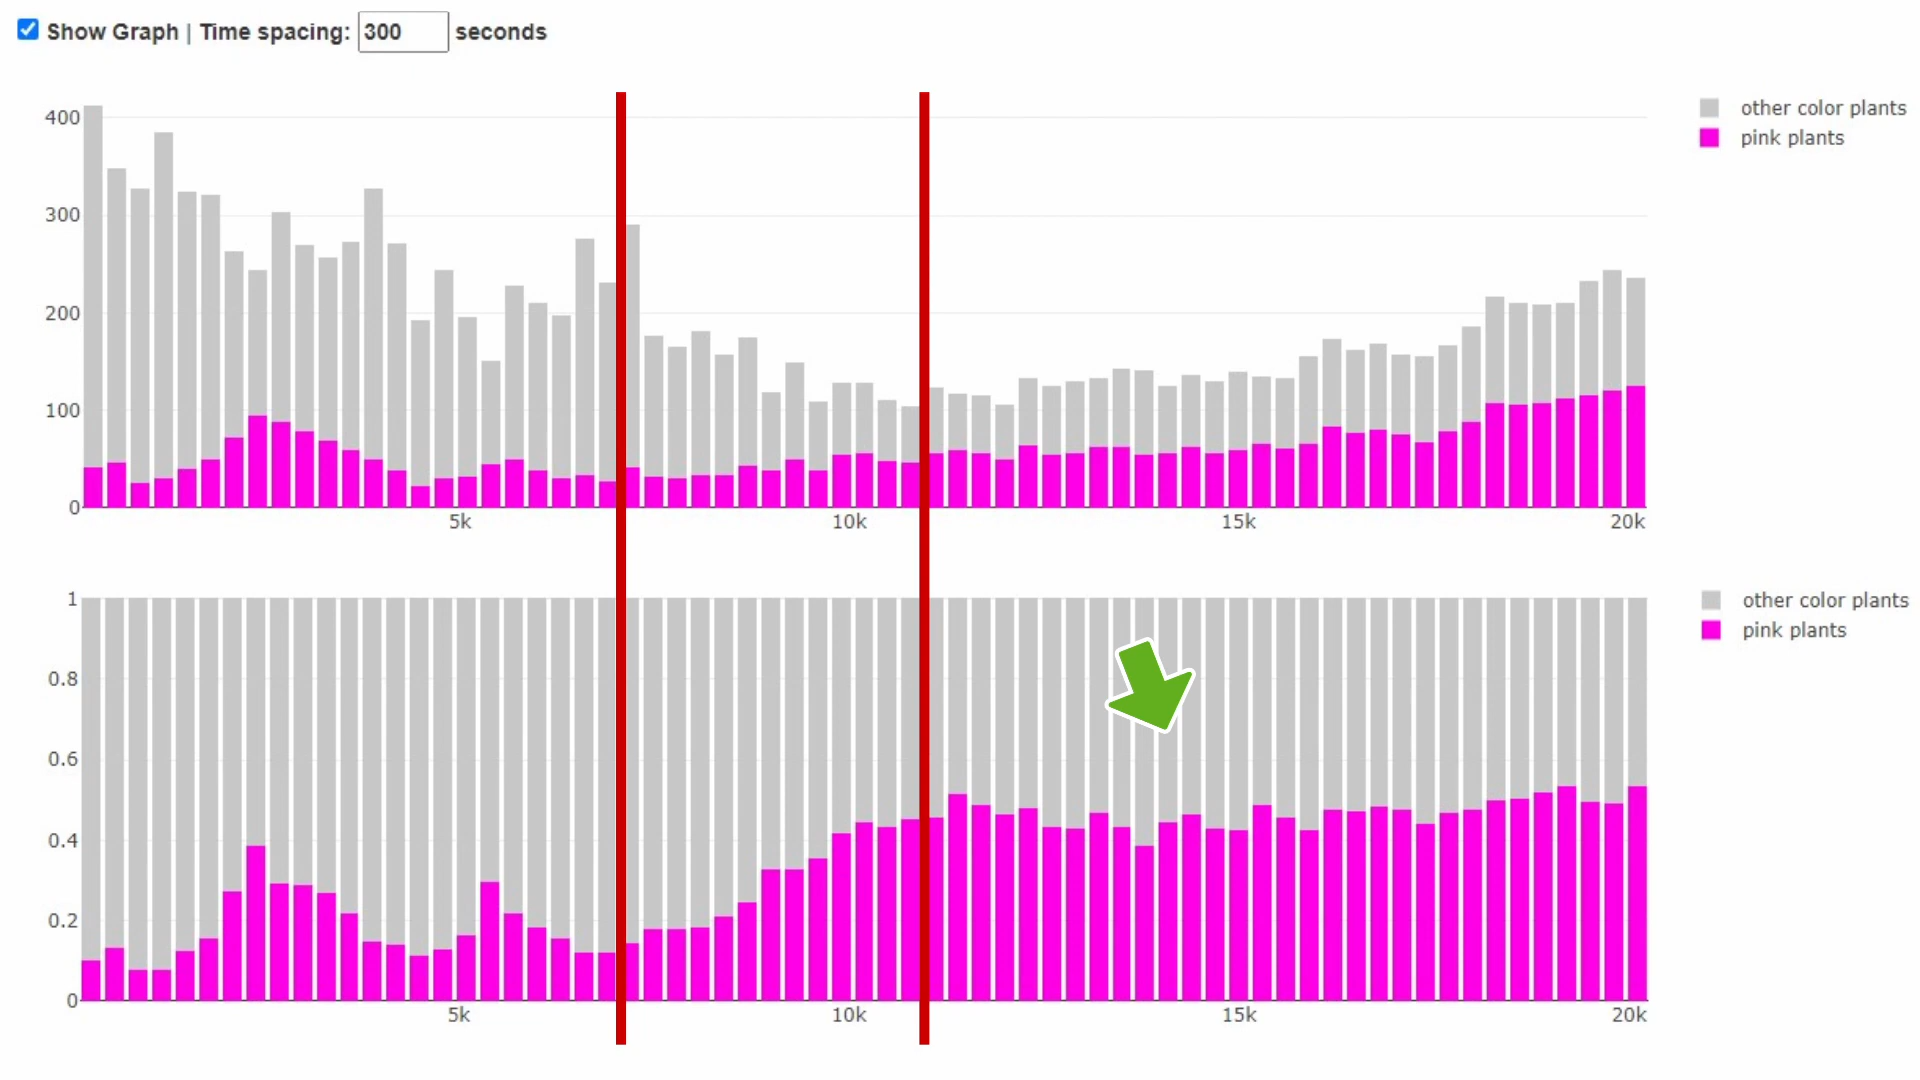 Show Graph | Time spacing: 300 seconds
400
300
200
100
0
5k
10k
15k
20k
other color plants
pink plants
1
0.8
0.6
0.4
0.2
0
5k
10k
15k
20k
other color plants
pink plants